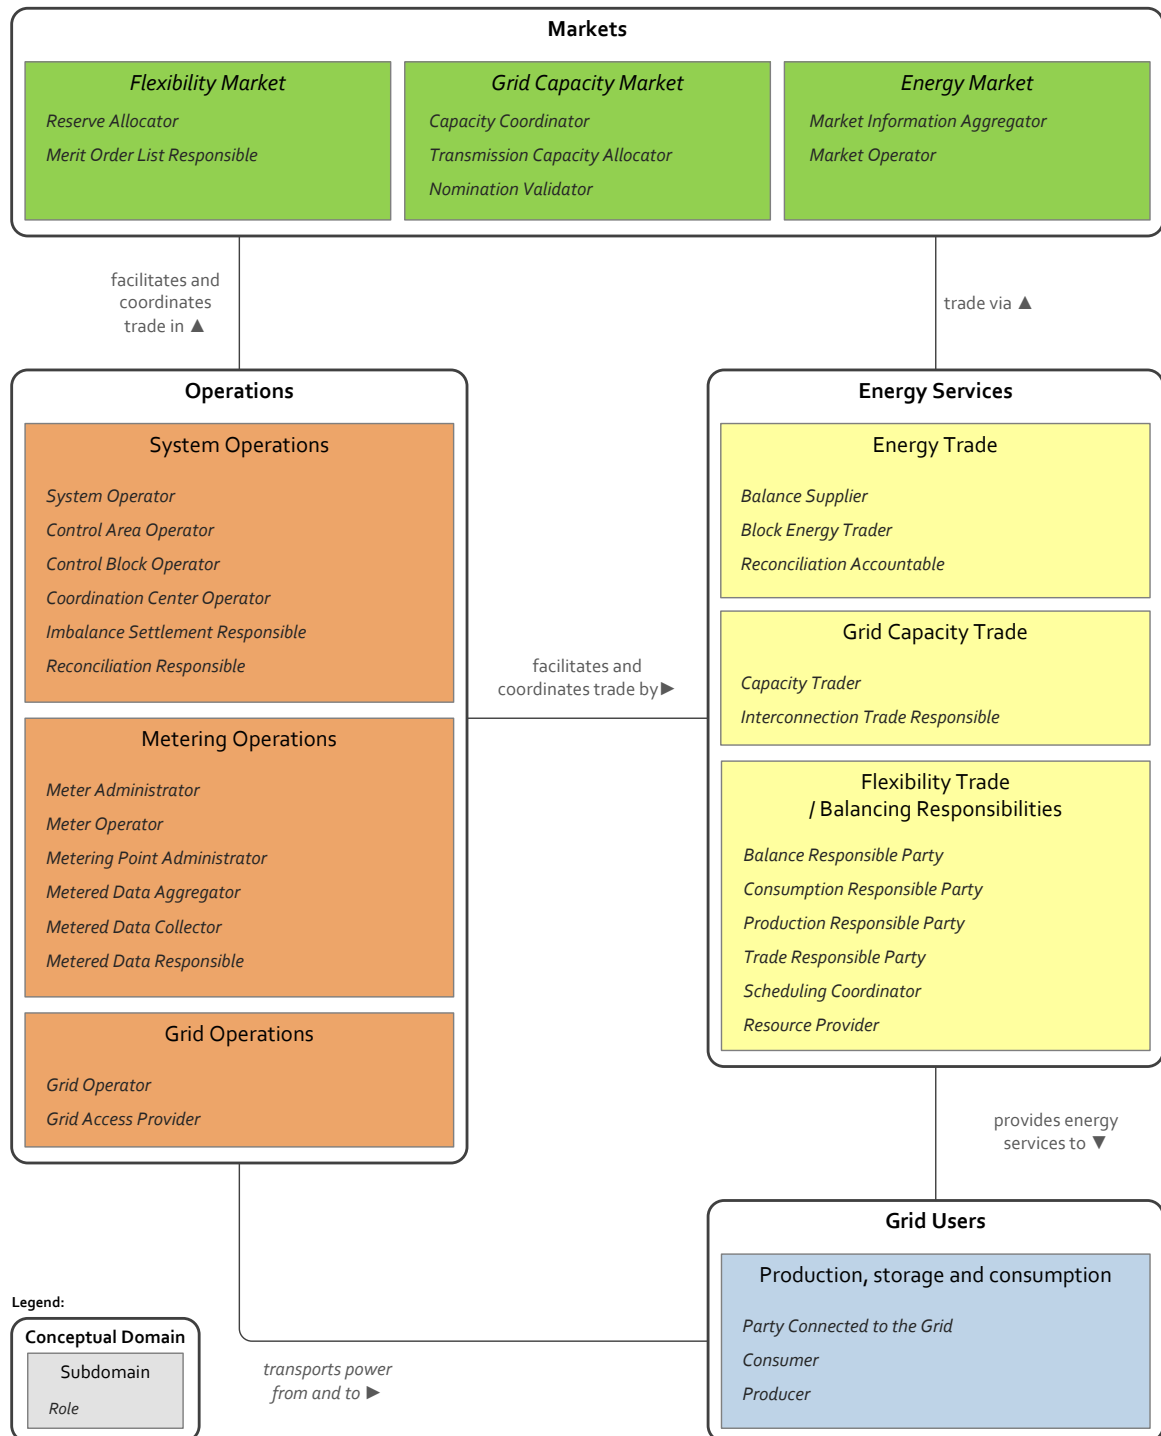 Markets
Flexibility Market
Reserve Allocator
Merit Order List Responsible
Grid Capacity Market
Capacity Coordinator
Transmission Capacity Allocator
Nomination Validator
Energy Market
Market Information Aggregator
Market Operator
facilitates and
coordinates
trade in ▲
trade via ▲
Operations
System Operations
System Operator
Control Area Operator
Control Block Operator
Coordination Center Operator
Imbalance Settlement Responsible
Reconciliation Responsible
Metering Operations
Meter Administrator
Meter Operator
Metering Point Administrator
Metered Data Aggregator
Metered Data Collector
Metered Data Responsible
Grid Operations
Grid Operator
Grid Access Provider
facilitates and
coordinates trade by ►
Energy Services
Energy Trade
Balance Supplier
Block Energy Trader
Reconciliation Accountable
Grid Capacity Trade
Capacity Trader
Interconnection Trade Responsible
Flexibility Trade
/ Balancing Responsibilities
Balance Responsible Party
Consumption Responsible Party
Production Responsible Party
Trade Responsible Party
Scheduling Coordinator
Resource Provider
provides energy
services to ▼
Grid Users
Production, storage and consumption
Party Connected to the Grid
Consumer
Producer
transports power
from and to ►
Legend:
Conceptual Domain
Subdomain
Role